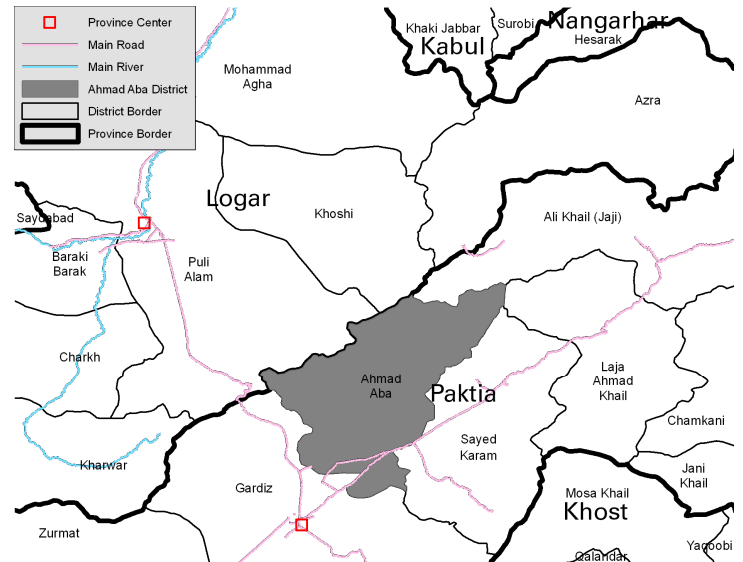 Province Center
Main Road
Main River
Ahmad Aba District
District Border
Province Border
Khaki Jabbar
Kabul
Surobi
Nangarhar
Hesarak
Mohammad
Agha
Azra
Logar
Khoshi
Ali Khail (Jaji)
Saydabad
Baraki
Barak
Puli
Alam
Charkh
Ahmad
Aba
Paktia
Laja
Ahmad
Khail
Chamkani
Sayed
Karam
Kharwar
Gardiz
Jani
Khail
Mosa Khail
Khost
Zurmat
Yaqoobi
Qalandar